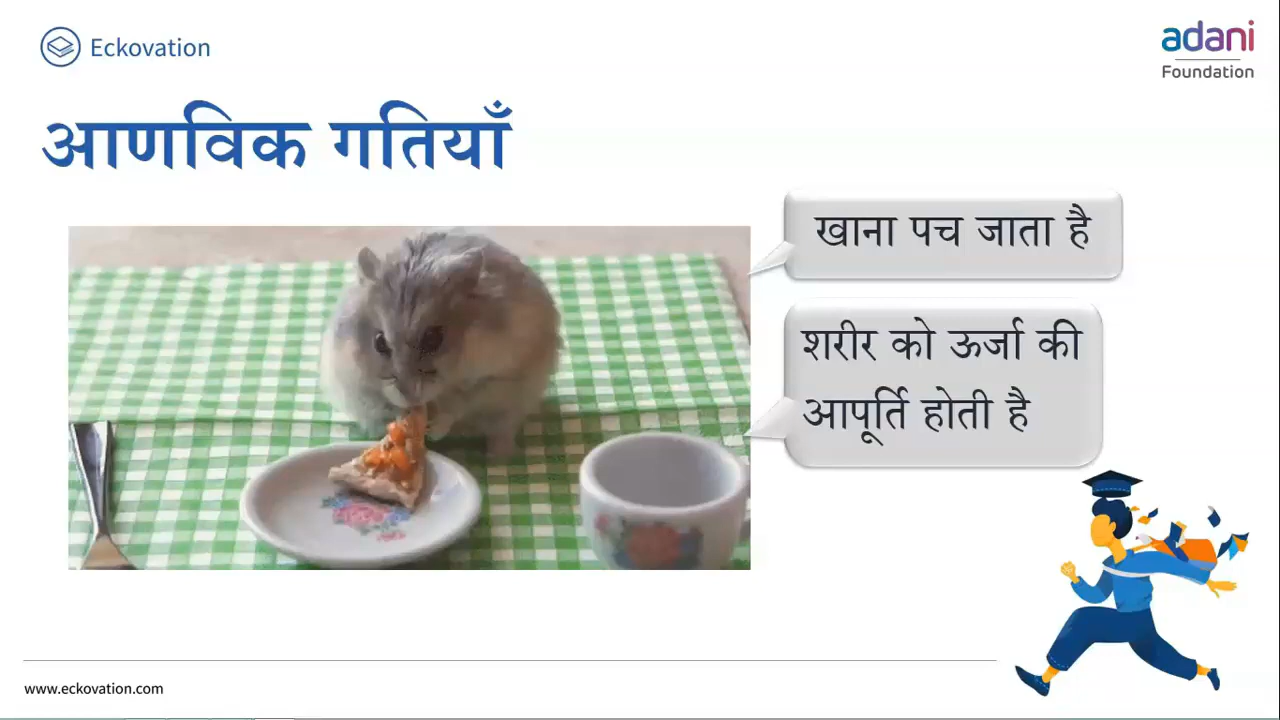 Eckovation
adani
Foundation
आणविक गतियाँ
खाना पच जाता है
शरीर को ऊर्जा की
आपूर्ति होती है
www.eckovation.com